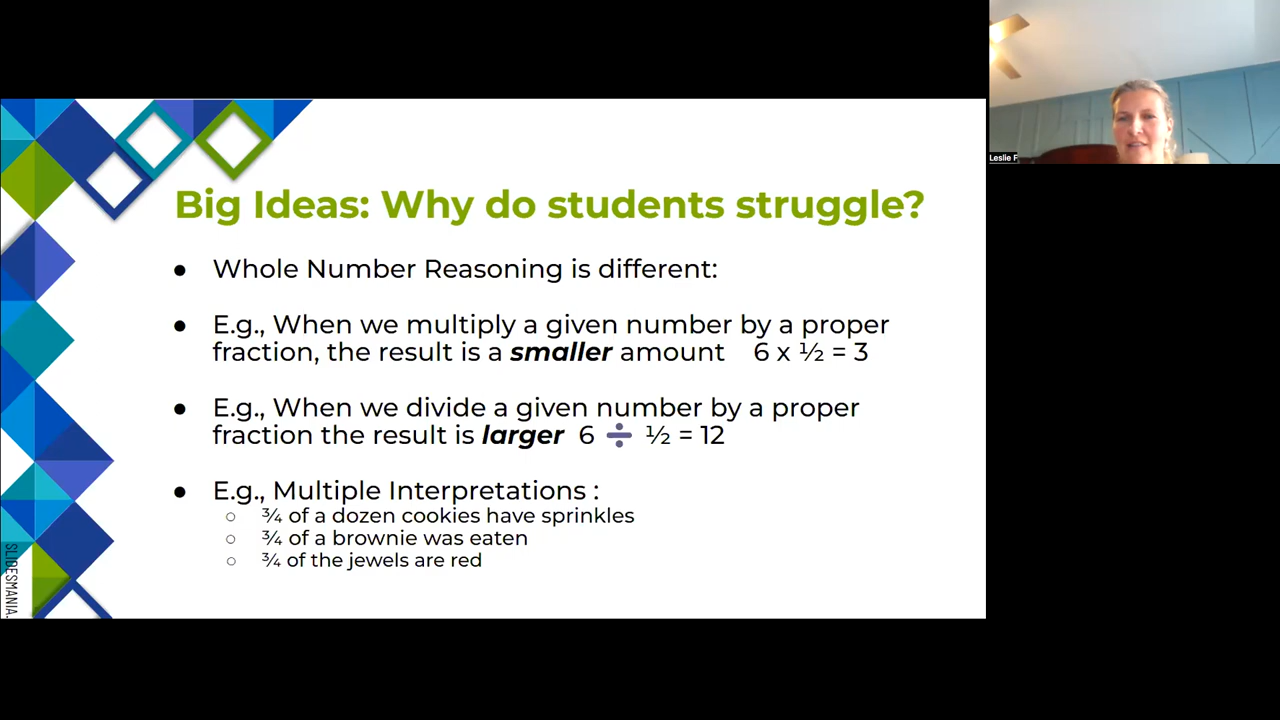 Big Ideas: Why do students struggle?
● Whole Number Reasoning is different:
● E.g., When we multiply a given number by a proper
fraction, the result is a smaller amount 6 x ½ = 3
● E.g., When we divide a given number by a proper
fraction the result is larger 6 ➗ ½ = 12
● E.g., Multiple Interpretations :
○ ¾ of a dozen cookies have sprinkles
○ ¾ of a brownie was eaten
○ ¾ of the jewels are red
SLIDESMANIA.
Leslie F